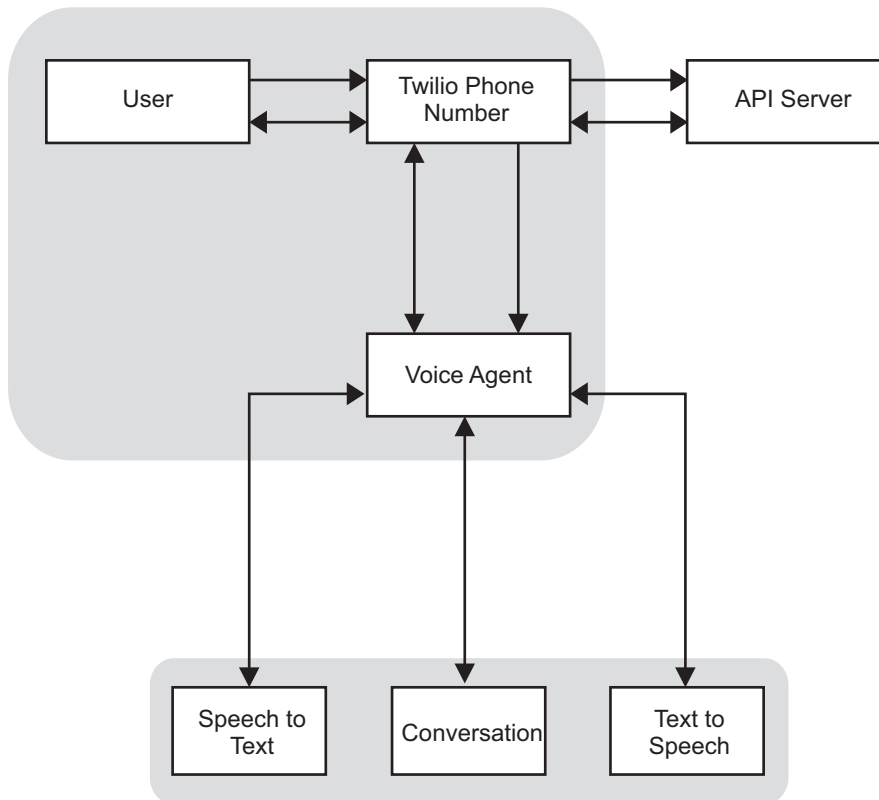 User
Twilio Phone
Number
API Server
Voice Agent
Speech to
Text
Conversation
Text to
Speech